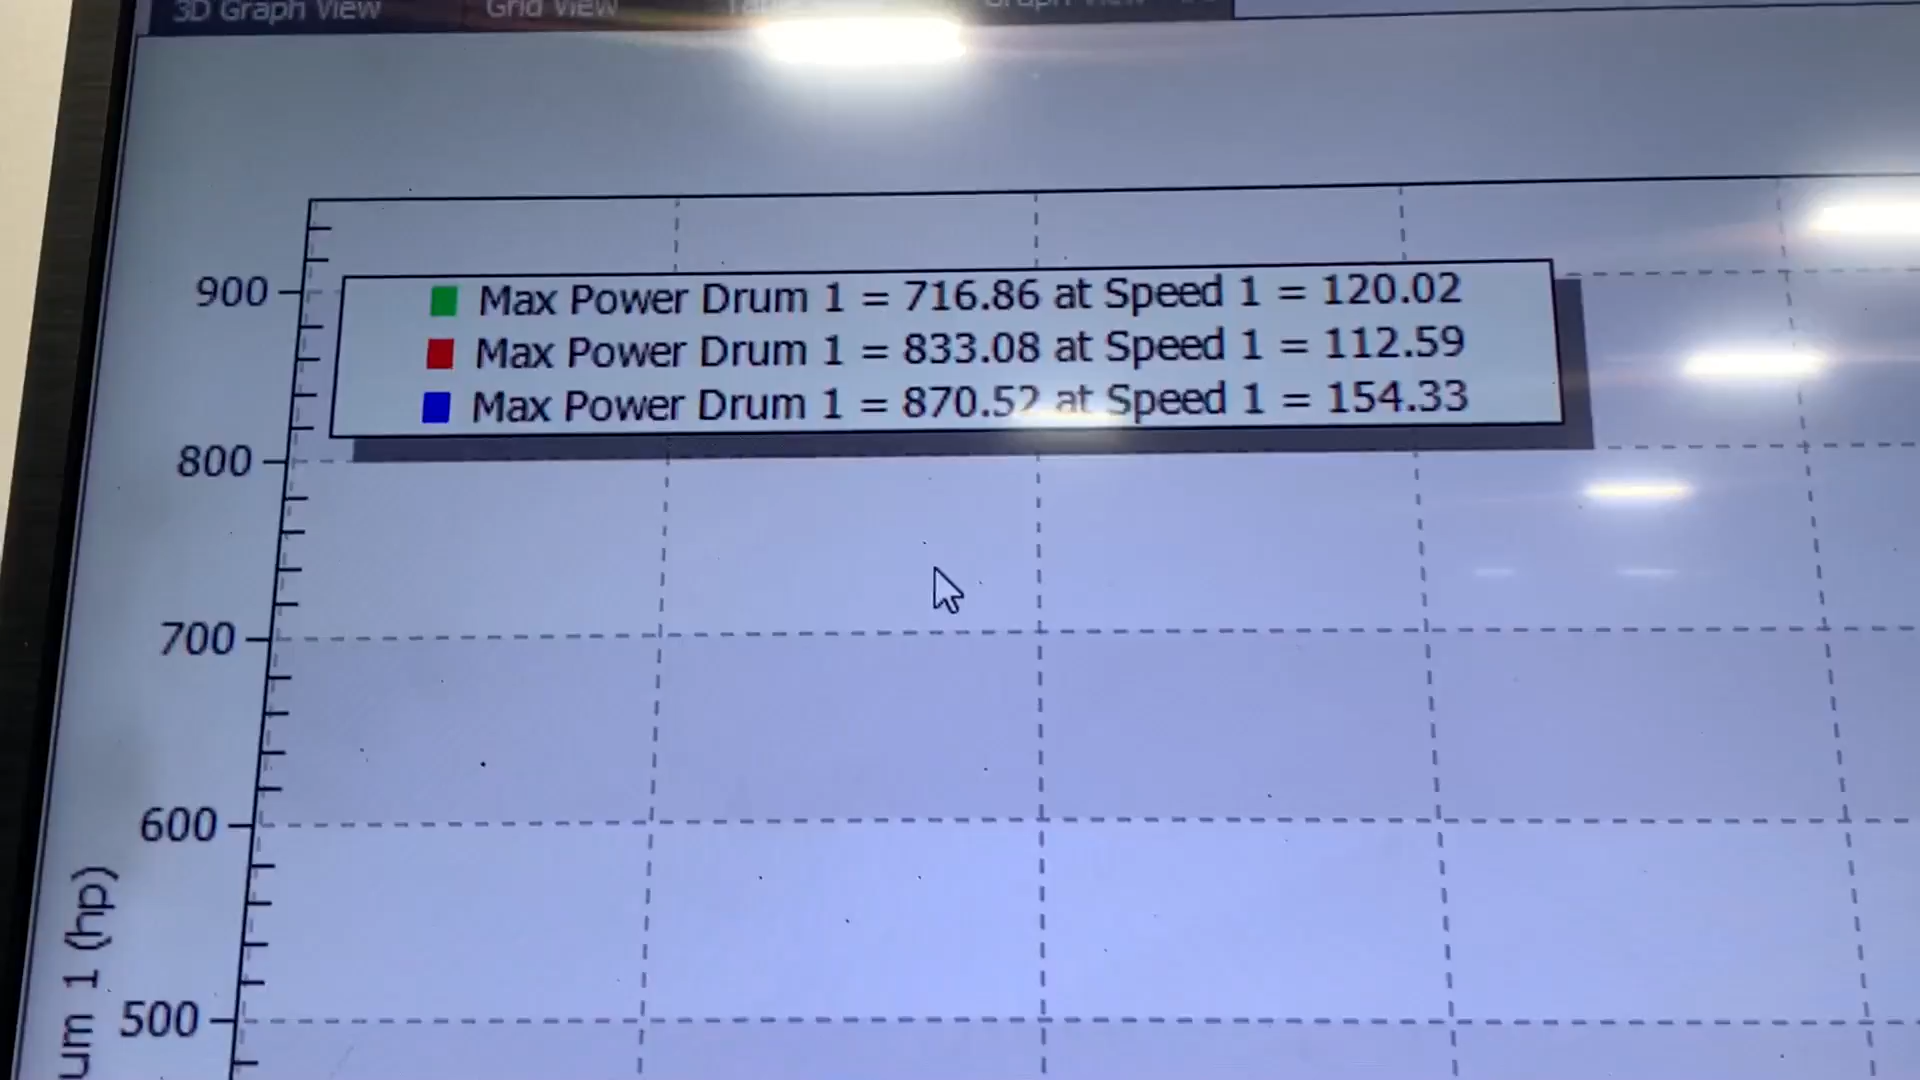 3D Graph View
Grid View
Graph View
900
Max Power Drum 1 = 716.86 at Speed 1 = 120.02
Max Power Drum 1 = 833.08 at Speed 1 = 112.59
Max Power Drum 1 = 870.52 at Speed 1 = 154.33
800
700
600
500
1 (hp)